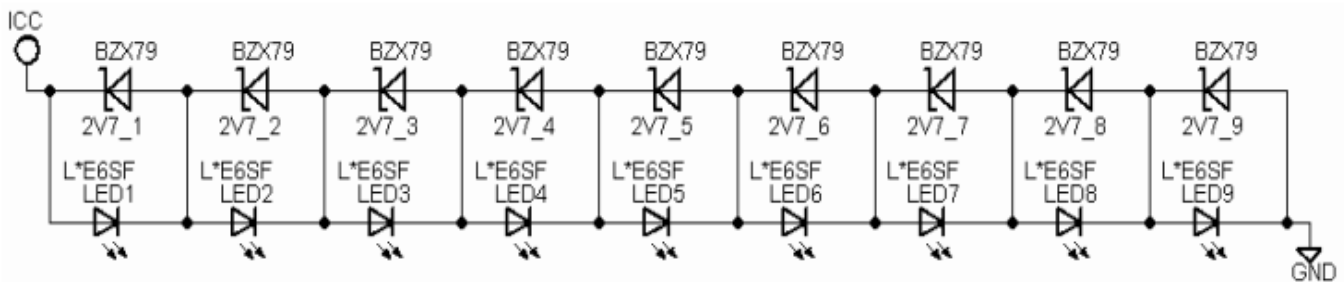 ICC
BZX79 BZX79 BZX79 BZX79 BZX79 BZX79 BZX79 BZX79 BZX79
2V7_1 2V7_2 2V7_3 2V7_4 2V7_5 2V7_6 2V7_7 2V7_8 2V7_9
L*E6SF L*E6SF L*E6SF L*E6SF L*E6SF L*E6SF L*E6SF L*E6SF L*E6SF
LED1 LED2 LED3 LED4 LED5 LED6 LED7 LED8 LED9
GND